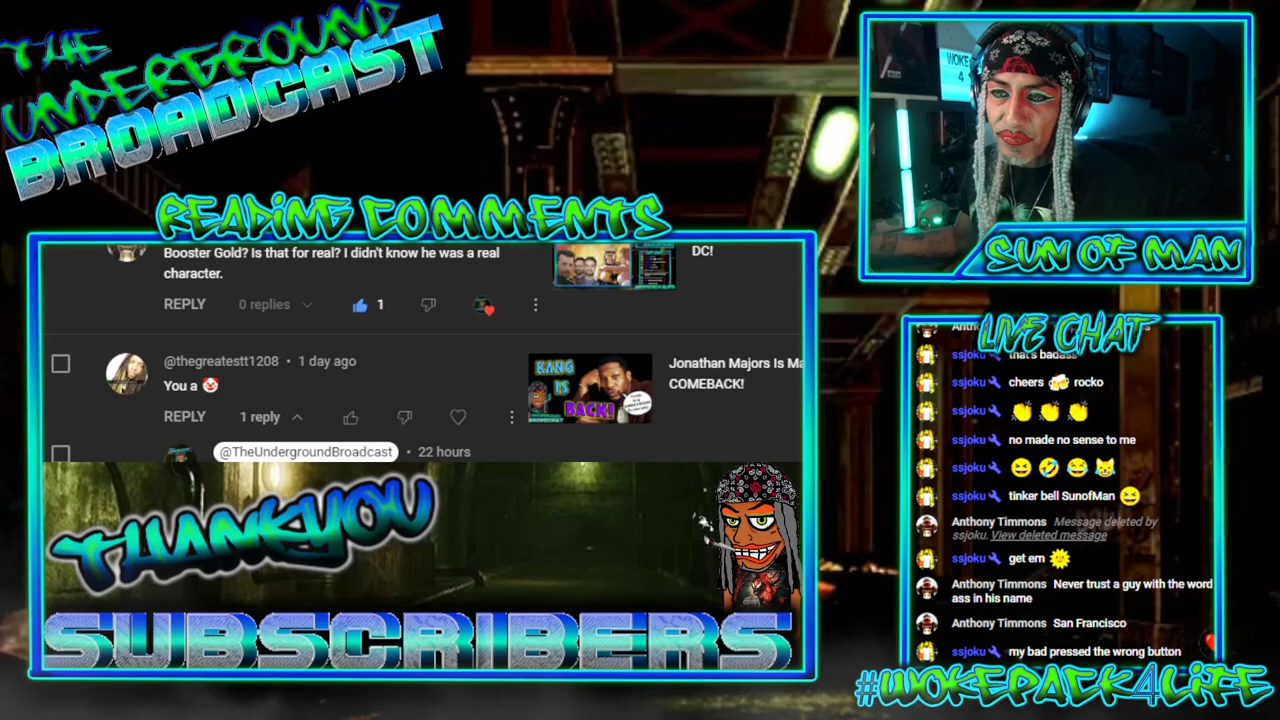 THE
UNDERGROUND
BROADCAST
READING COMMENTS
Booster Gold? Is that for real? I didn't know he was a real
character.
DC!
REPLY 0 replies 1
@thegreatestt1208 • 1 day ago
You a 🤡
KANG
IS
BACK!
Jonathan Majors Is Ma
COMEBACK!
REPLY 1 reply
@TheUndergroundBroadcast • 22 hours
THANKYOU
SUBSCRIBERS
WOKE
4
SUN OF MAN
LIVE CHAT
ssjoku that's badass
ssjoku cheers 🍻 rocko
ssjoku 👏 👏 👏
ssjoku no made no sense to me
ssjoku 😆 🤣 😂 😹
ssjoku tinker bell SunofMan 😆
Anthony Timmons Message deleted by
ssjoku. View deleted message
ssjoku get em 🌞
Anthony Timmons Never trust a guy with the word
ass in his name
Anthony Timmons San Francisco
ssjoku my bad pressed the wrong button
#WOKEPACK4LIFE